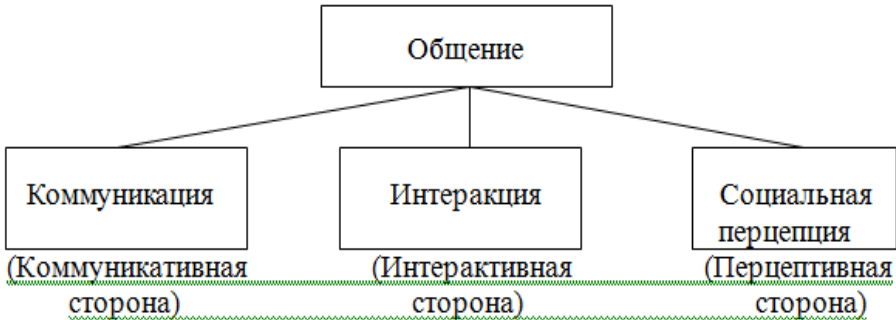 Общение
Коммуникация
Интеракция
Социальная
перцепция
(Коммуникативная
сторона)
(Интерактивная
сторона)
(Перцептивная
сторона)